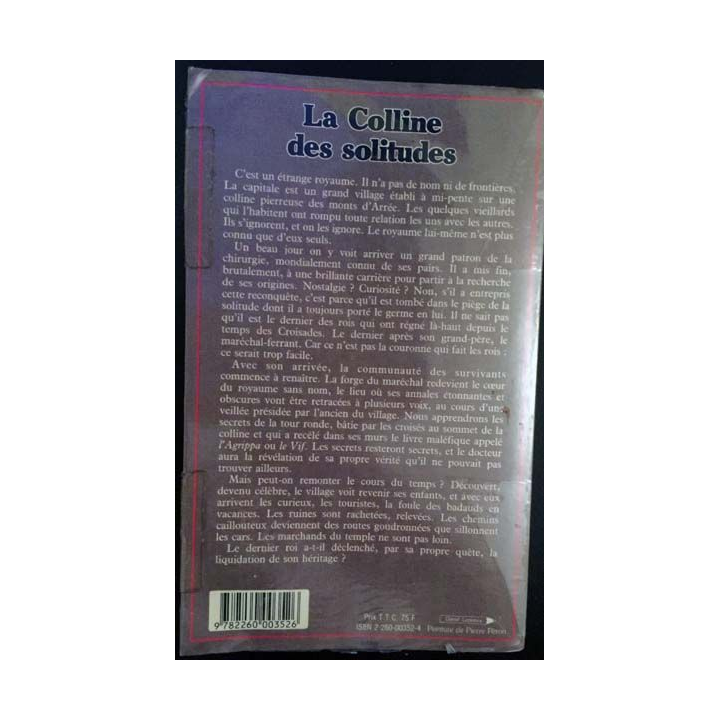 La Colline
des solitudes
C'est un étrange royaume. Il n'a pas de nom ni de frontières.
La capitale est un grand village établi à mi-pente sur une
colline pierreuse des monts d'Arrée. Les quelques vieillards
qui l'habitent ont rompu toute relation les uns avec les autres.
Ils s'ignorent, et on les ignore. Le royaume lui-même n'est plus
connu que d'eux seuls.
Un beau jour on y voit arriver un grand patron de la
chirurgie, mondialement connu de ses pairs. Il a mis fin,
brutalement, à une brillante carrière pour partir à la recherche
de ses origines. Nostalgie ? Curiosité ? Non, s'il a entrepris
cette reconquête, c'est parce qu'il est tombé dans le piège de la
solitude dont il a toujours porté le germe en lui. Il ne sait pas
qu'il est le dernier des rois qui ont régné là-haut depuis le
temps des Croisades. Le dernier après son grand-père, le
maréchal-ferrant. Car ce n'est pas la couronne qui fait les rois :
ce serait trop facile.
Avec son arrivée, la communauté des survivants
commence à renaître. La forge du maréchal redevient le cœur
du royaume sans nom, le lieu où ses annales étonnantes et
obscures vont être retracées à plusieurs voix, au cours d'une
veillée présidée par l'ancien du village. Nous apprendrons les
secrets de la tour ronde, bâtie par les croisés au sommet de la
colline et qui a recélé dans ses murs le livre maléfique appelé
l'Agrippa ou le Vif. Les secrets resteront secrets, et le docteur
aura la révélation de sa propre vérité qu'il ne pouvait pas
trouver ailleurs.
Mais peut-on remonter le cours du temps ? Découvert,
devenu célèbre, le village voit revenir ses enfants, et avec eux
arrivent les curieux, les touristes, la foule des badauds en
vacances. Les ruines sont rachetées, relevées. Les chemins
caillouteux deviennent des routes goudronnées que sillonnent
les cars. Les marchands du temple ne sont pas loin.
Le dernier roi a-t-il déclenché, par sa propre quête, la
liquidation de son héritage ?
9 782260 003526
Prix T.T.C. 75 F
ISBN 2-260-00352-4
Peinture de Pierre Péron